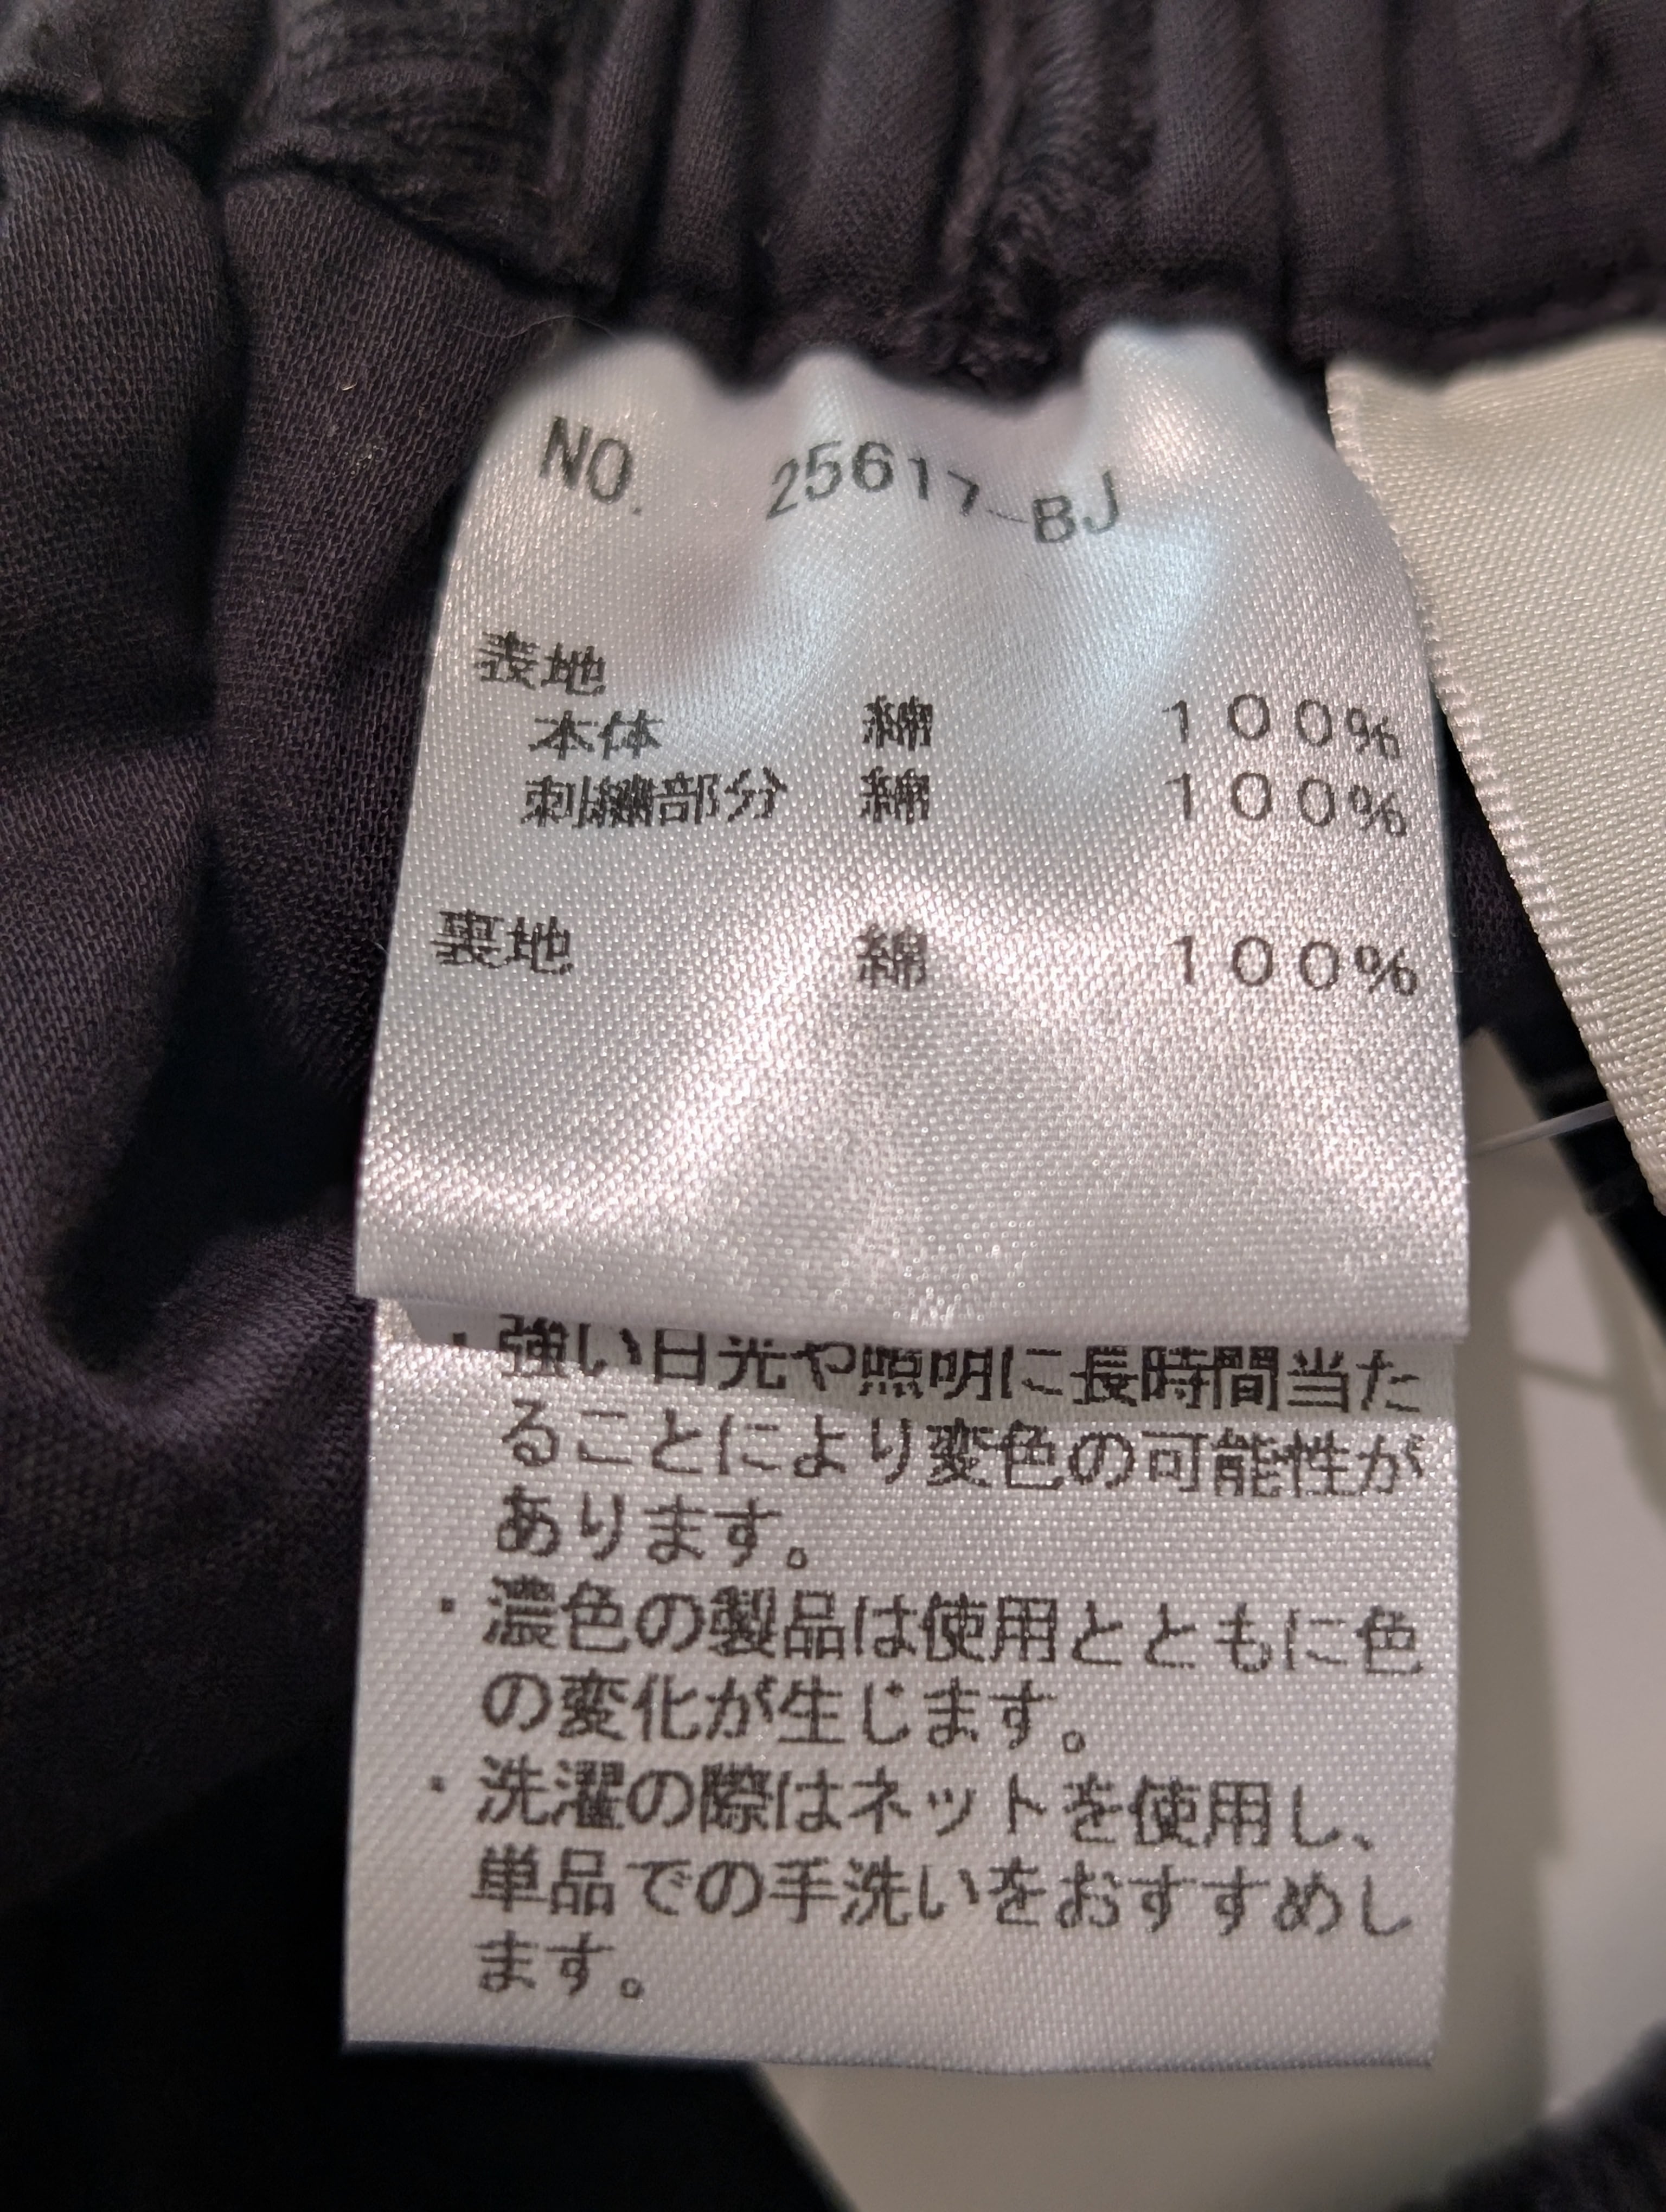 NO. 25617-BJ
表地
本体 綿 100%
刺繍部分 綿 100%
裏地 綿 100%
・強い日光や照明に長時間当た
ることにより変色の可能性が
あります。
・濃色の製品は使用とともに色
の変化が生じます。
・洗濯の際はネットを使用し、
単品での手洗いをおすすめし
ます。